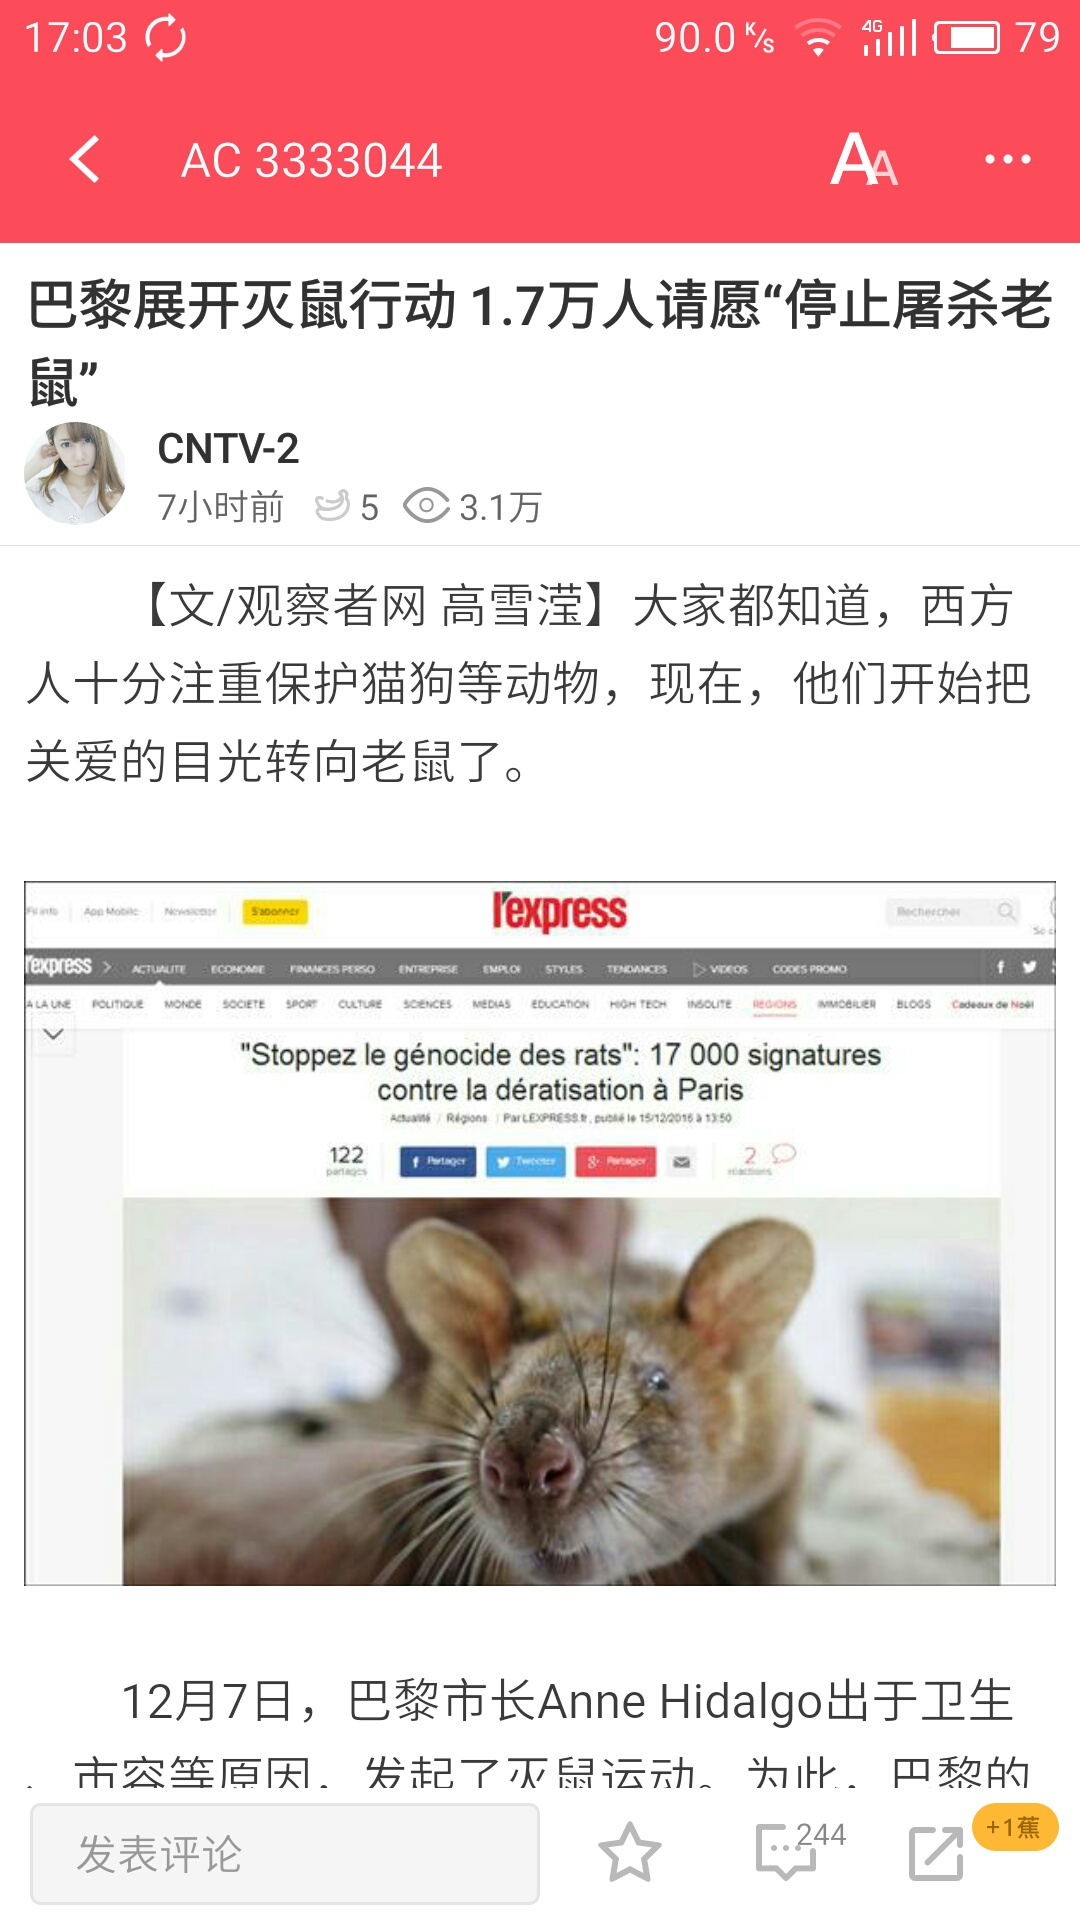 17:03 90.0 K/s 4G 79
AC 3333044 AA
巴黎展开灭鼠行动 1.7万人请愿“停止屠杀老
鼠”
CNTV-2
7小时前 5 3.1万
【文/观察者网 高雪滢】大家都知道，西方
人十分注重保护猫狗等动物，现在，他们开始把
关爱的目光转向老鼠了。
Fil info App Mobile Newsletter S'abonner l'express Rechercher
l'express ACTUALITE ECONOMIE FINANCES PERSO ENTREPRISE EMPLOI STYLES TENDANCES VIDEOS CODES PROMO
A LA UNE POLITIQUE MONDE SOCIETE SPORT CULTURE SCIENCES MEDIAS EDUCATION HIGH TECH INSOLITE REGIONS IMMOBILIER BLOGS Cadeaux de Noël
"Stoppez le génocide des rats": 17 000 signatures
contre la dératisation à Paris
Actualité / Régions / Par LEXPRESS.fr, publié le 15/12/2016 à 13:50
122 partages Partager Tweeter Partager 2 réactions
12月7日，巴黎市长Anne Hidalgo出于卫生
、市容等原因，发起了灭鼠运动。为此，巴黎的
发表评论 244 +1蕉